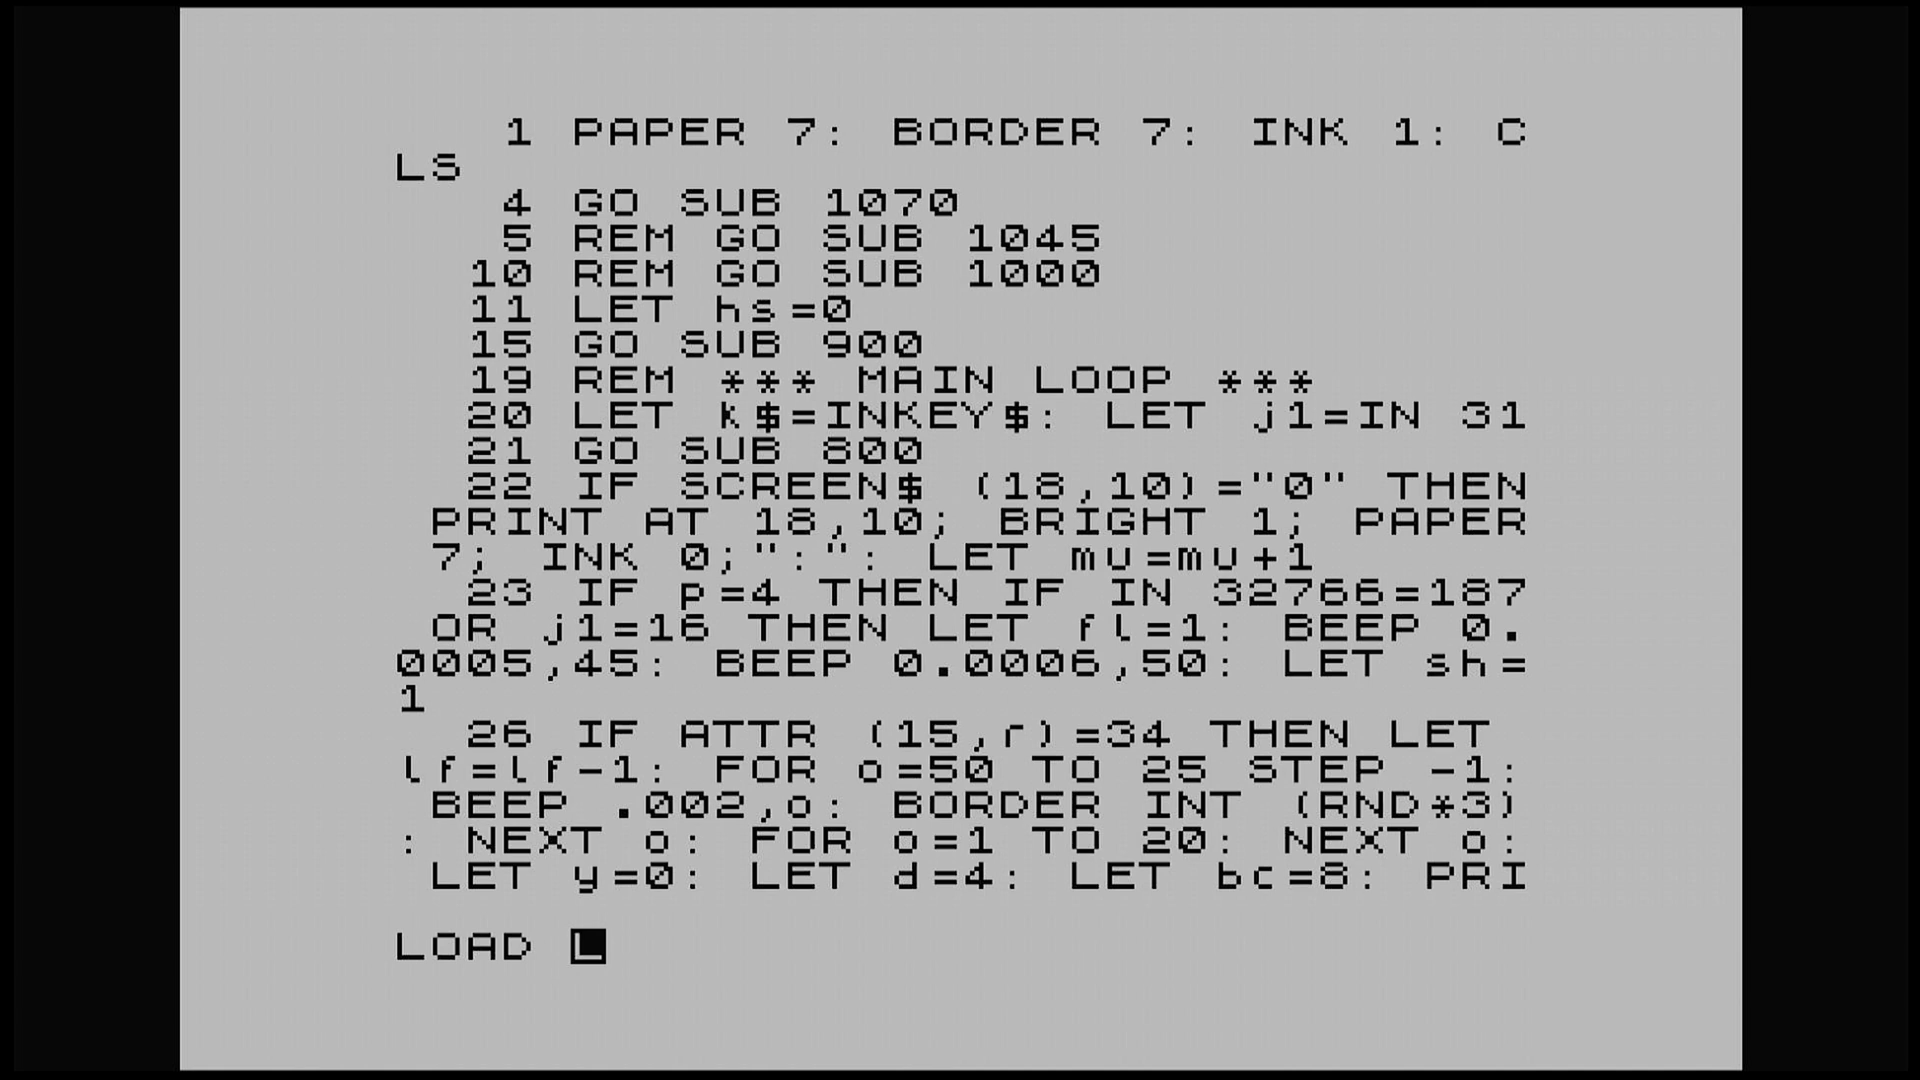 1 PAPER 7: BORDER 7: INK 1: C
LS
4 GO SUB 1070
5 REM GO SUB 1045
10 REM GO SUB 1000
11 LET hs=0
15 GO SUB 900
19 REM *** MAIN LOOP ***
20 LET k$=INKEY$: LET j1=IN 31
21 GO SUB 800
22 IF SCREEN$ (18,10)="0" THEN
PRINT AT 18,10; BRIGHT 1; PAPER
7; INK 0;":": LET mu=mu+1
23 IF p=4 THEN IF IN 32766=187
OR j1=16 THEN LET fl=1: BEEP 0.
0005,45: BEEP 0.0006,50: LET sh=
1
26 IF ATTR (15,r)=34 THEN LET
lf=lf-1: FOR o=50 TO 25 STEP -1:
BEEP .002,o: BORDER INT (RND*3)
: NEXT o: FOR o=1 TO 20: NEXT o:
LET y=0: LET d=4: LET bc=8: PRI
LOAD L